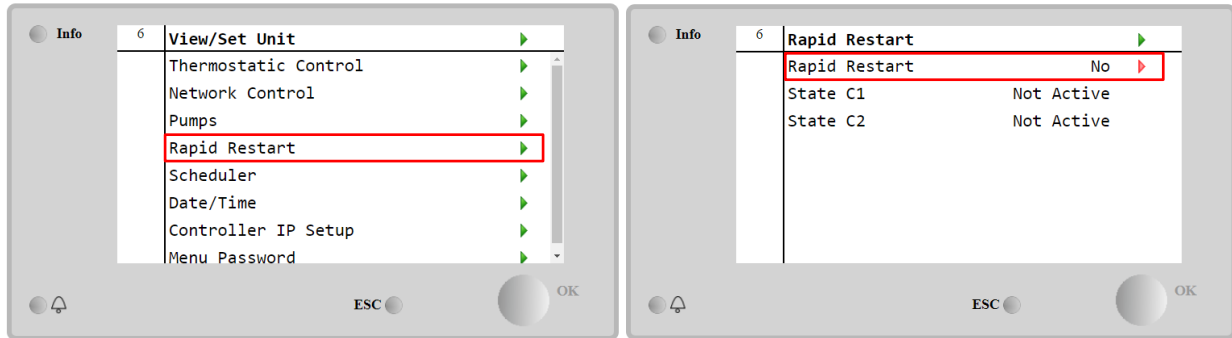 Info
6 View/Set Unit
Thermostatic Control
Network Control
Pumps
Rapid Restart
Scheduler
Date/Time
Controller IP Setup
Menu Password
ESC
OK
Info
6 Rapid Restart
Rapid Restart No
State C1 Not Active
State C2 Not Active
ESC
OK